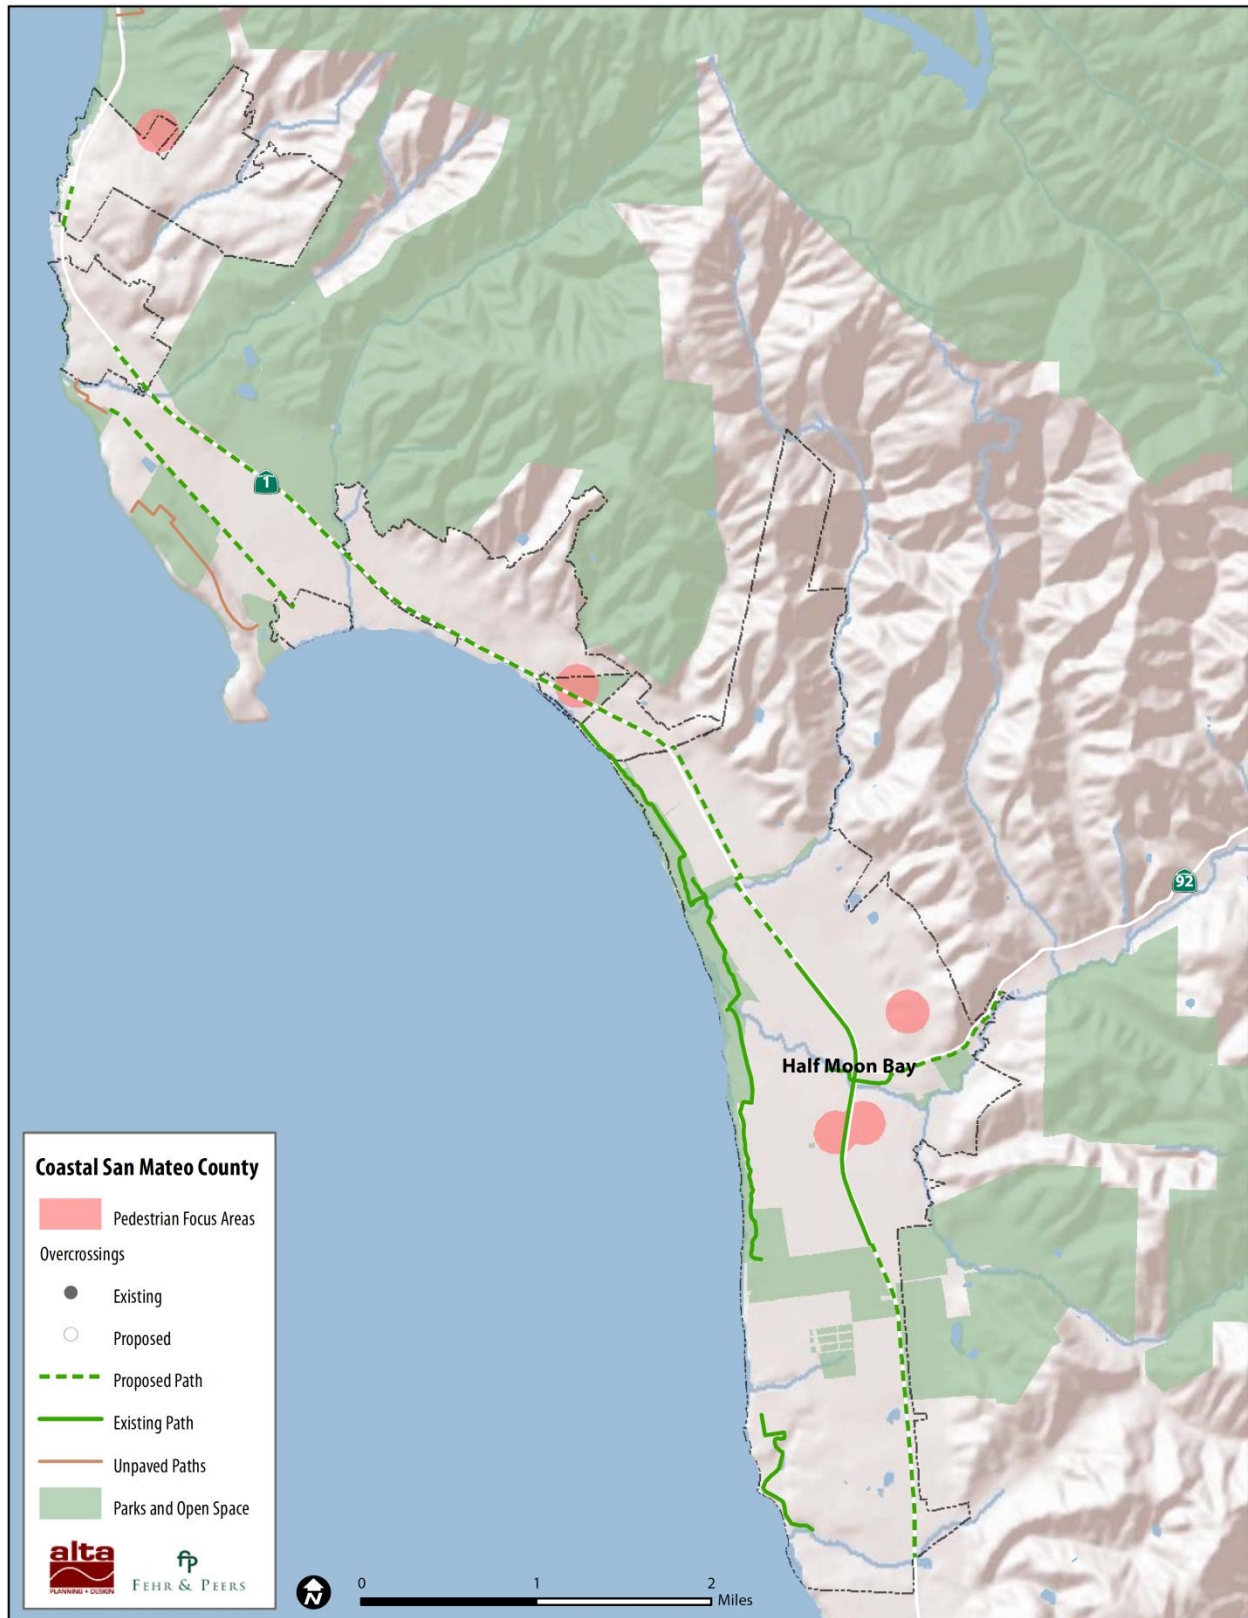 1
92
Half Moon Bay
Coastal San Mateo County
Pedestrian Focus Areas
Overcrossings
Existing
Proposed
Proposed Path
Existing Path
Unpaved Paths
Parks and Open Space
alta
PLANNING + DESIGN
fp
FEHR & PEERS
N
0 1 2
Miles